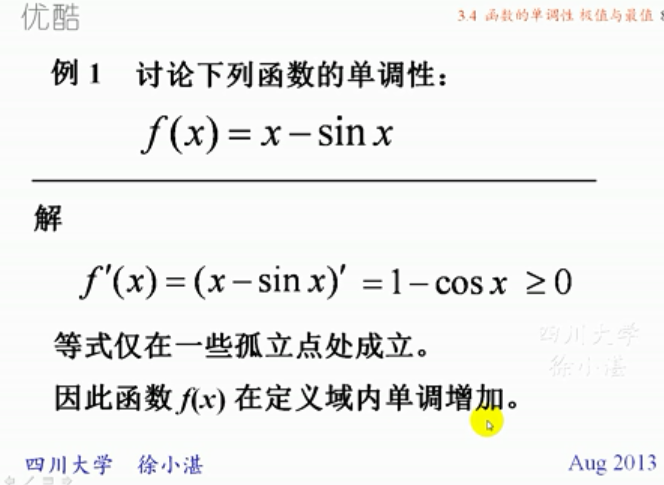 优酷
3.4 函数的单调性 极值与最值 8
例 1 讨论下列函数的单调性：
f(x) = x − sin x
解
f′(x) = (x − sin x)′ = 1 − cos x ≥ 0
等式仅在一些孤立点处成立。
四川大学
徐小湛
因此函数 f(x) 在定义域内单调增加。
四川大学 徐小湛
Aug 2013